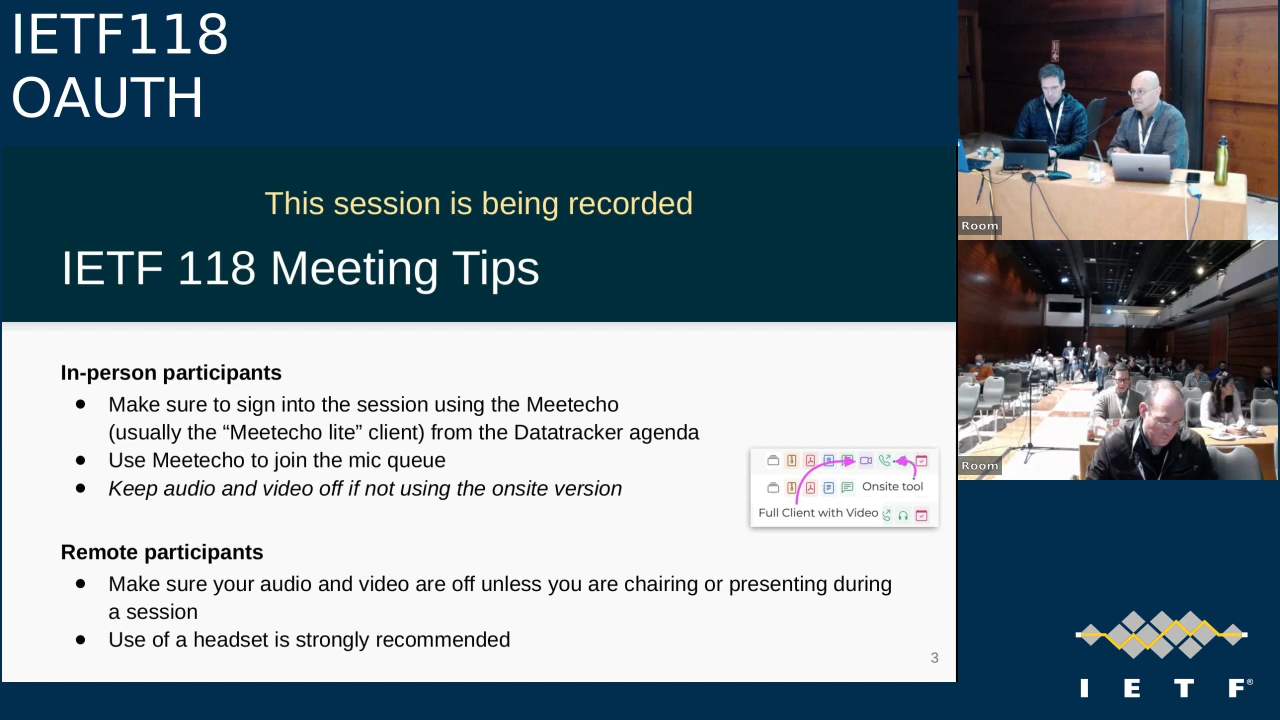 IETF118
OAUTH
This session is being recorded
IETF 118 Meeting Tips
In-person participants
● Make sure to sign into the session using the Meetecho
(usually the “Meetecho lite” client) from the Datatracker agenda
● Use Meetecho to join the mic queue
● Keep audio and video off if not using the onsite version
Onsite tool
Full Client with Video
Remote participants
● Make sure your audio and video are off unless you are chairing or presenting during
a session
● Use of a headset is strongly recommended
3
Room
Room
I E T F®